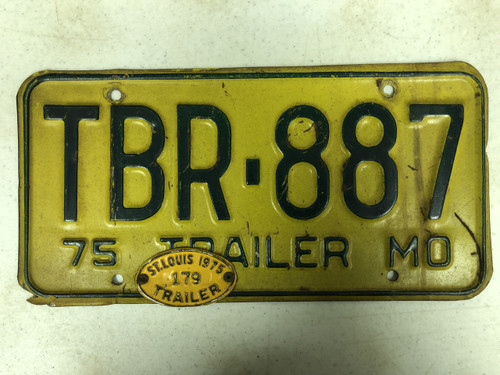 TBR-887
75 TRAILER MO
ST.LOUIS 1975
179
TRAILER